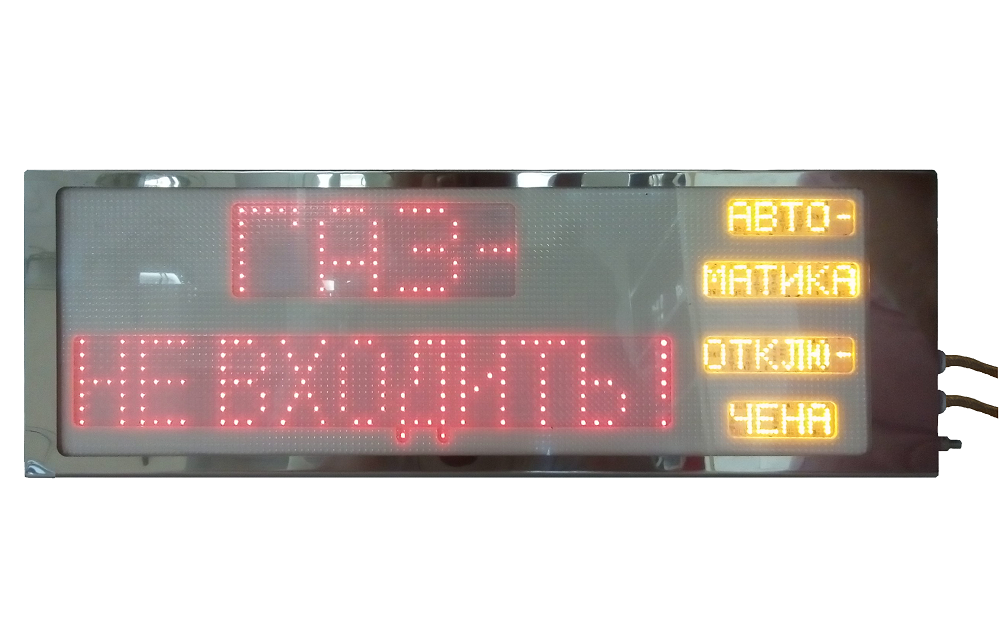 ГАЗ-
НЕ ВХОДИТЬ!
АВТО-
МАТИКА
ОТКЛЮ-
ЧЕНА